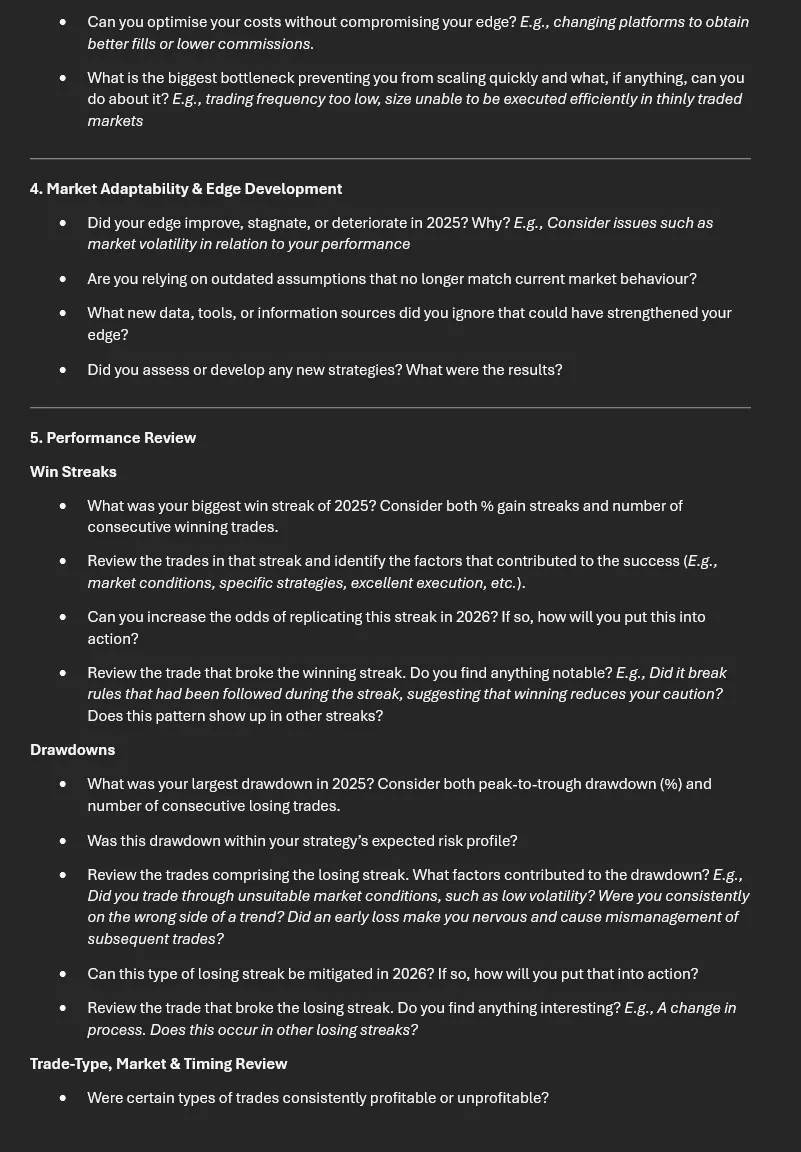 • Can you optimise your costs without compromising your edge? E.g., changing platforms to obtain
better fills or lower commissions.
• What is the biggest bottleneck preventing you from scaling quickly and what, if anything, can you
do about it? E.g., trading frequency too low, size unable to be executed efficiently in thinly traded
markets
4. Market Adaptability & Edge Development
• Did your edge improve, stagnate, or deteriorate in 2025? Why? E.g., Consider issues such as
market volatility in relation to your performance
• Are you relying on outdated assumptions that no longer match current market behaviour?
• What new data, tools, or information sources did you ignore that could have strengthened your
edge?
• Did you assess or develop any new strategies? What were the results?
5. Performance Review
Win Streaks
• What was your biggest win streak of 2025? Consider both % gain streaks and number of
consecutive winning trades.
• Review the trades in that streak and identify the factors that contributed to the success (E.g.,
market conditions, specific strategies, excellent execution, etc.).
• Can you increase the odds of replicating this streak in 2026? If so, how will you put this into
action?
• Review the trade that broke the winning streak. Do you find anything notable? E.g., Did it break
rules that had been followed during the streak, suggesting that winning reduces your caution?
Does this pattern show up in other streaks?
Drawdowns
• What was your largest drawdown in 2025? Consider both peak-to-trough drawdown (%) and
number of consecutive losing trades.
• Was this drawdown within your strategy’s expected risk profile?
• Review the trades comprising the losing streak. What factors contributed to the drawdown? E.g.,
Did you trade through unsuitable market conditions, such as low volatility? Were you consistently
on the wrong side of a trend? Did an early loss make you nervous and cause mismanagement of
subsequent trades?
• Can this type of losing streak be mitigated in 2026? If so, how will you put that into action?
• Review the trade that broke the losing streak. Do you find anything interesting? E.g., A change in
process. Does this occur in other losing streaks?
Trade-Type, Market & Timing Review
• Were certain types of trades consistently profitable or unprofitable?